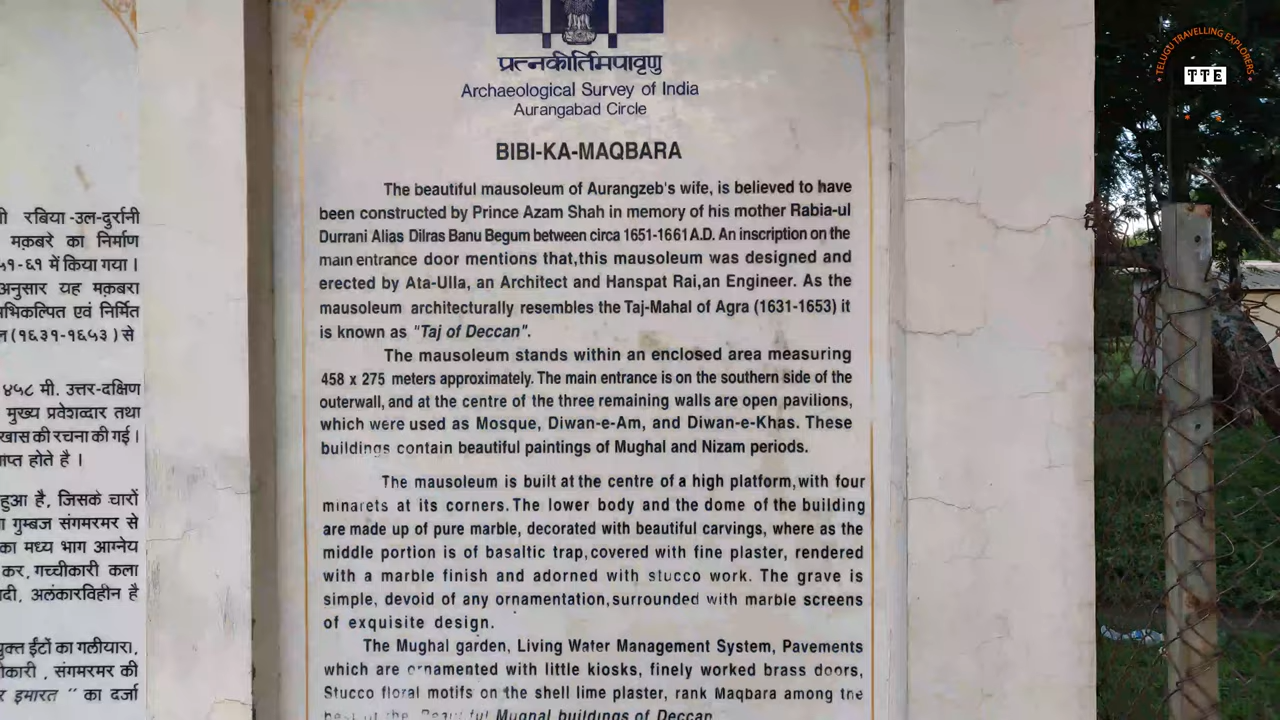 ी रबिया-उल-दुर्रानी
मक़बरे का निर्माण
५१-६१ में किया गया ।
अनुसार यह मक़बरा
भिकल्पित एवं निर्मित
(१६३१-१६५३) से
४५८ मी. उत्तर-दक्षिण
मुख्य प्रवेशव्दार तथा
खास की रचना की गई ।
प्त होते है ।
हुआ है, जिसके चारों
गुम्बज संगमरमर से
का मध्य भाग आग्नेय
कर, गच्चीकारी कला
दी, अलंकारविहीन है
युक्त ईंटों का गलीयारा,
कारी , संगमरमर की
इमारत " का दर्जा
प्रत्नकीर्तिमपावृणु
Archaeological Survey of India
Aurangabad Circle
BIBI-KA-MAQBARA
The beautiful mausoleum of Aurangzeb's wife, is believed to have
been constructed by Prince Azam Shah in memory of his mother Rabia-ul
Durrani Alias Dilras Banu Begum between circa 1651-1661 A.D. An inscription on the
main entrance door mentions that,this mausoleum was designed and
erected by Ata-Ulla, an Architect and Hanspat Rai,an Engineer. As the
mausoleum architecturally resembles the Taj-Mahal of Agra (1631-1653) it
is known as "Taj of Deccan".
The mausoleum stands within an enclosed area measuring
458 x 275 meters approximately. The main entrance is on the southern side of the
outerwall, and at the centre of the three remaining walls are open pavilions,
which were used as Mosque, Diwan-e-Am, and Diwan-e-Khas. These
buildings contain beautiful paintings of Mughal and Nizam periods.
The mausoleum is built at the centre of a high platform,with four
minarets at its corners. The lower body and the dome of the building
are made up of pure marble, decorated with beautiful carvings, where as the
middle portion is of basaltic trap,covered with fine plaster, rendered
with a marble finish and adorned with stucco work. The grave is
simple, devoid of any ornamentation,surrounded with marble screens
of exquisite design.
The Mughal garden, Living Water Management System, Pavements
which are ornamented with little kiosks, finely worked brass doors,
Stucco floral motifs on the shell lime plaster, rank Maqbara among the
Mughal buildings of Deccan
TELUGU TRAVELLING EXPLORERS
TTE